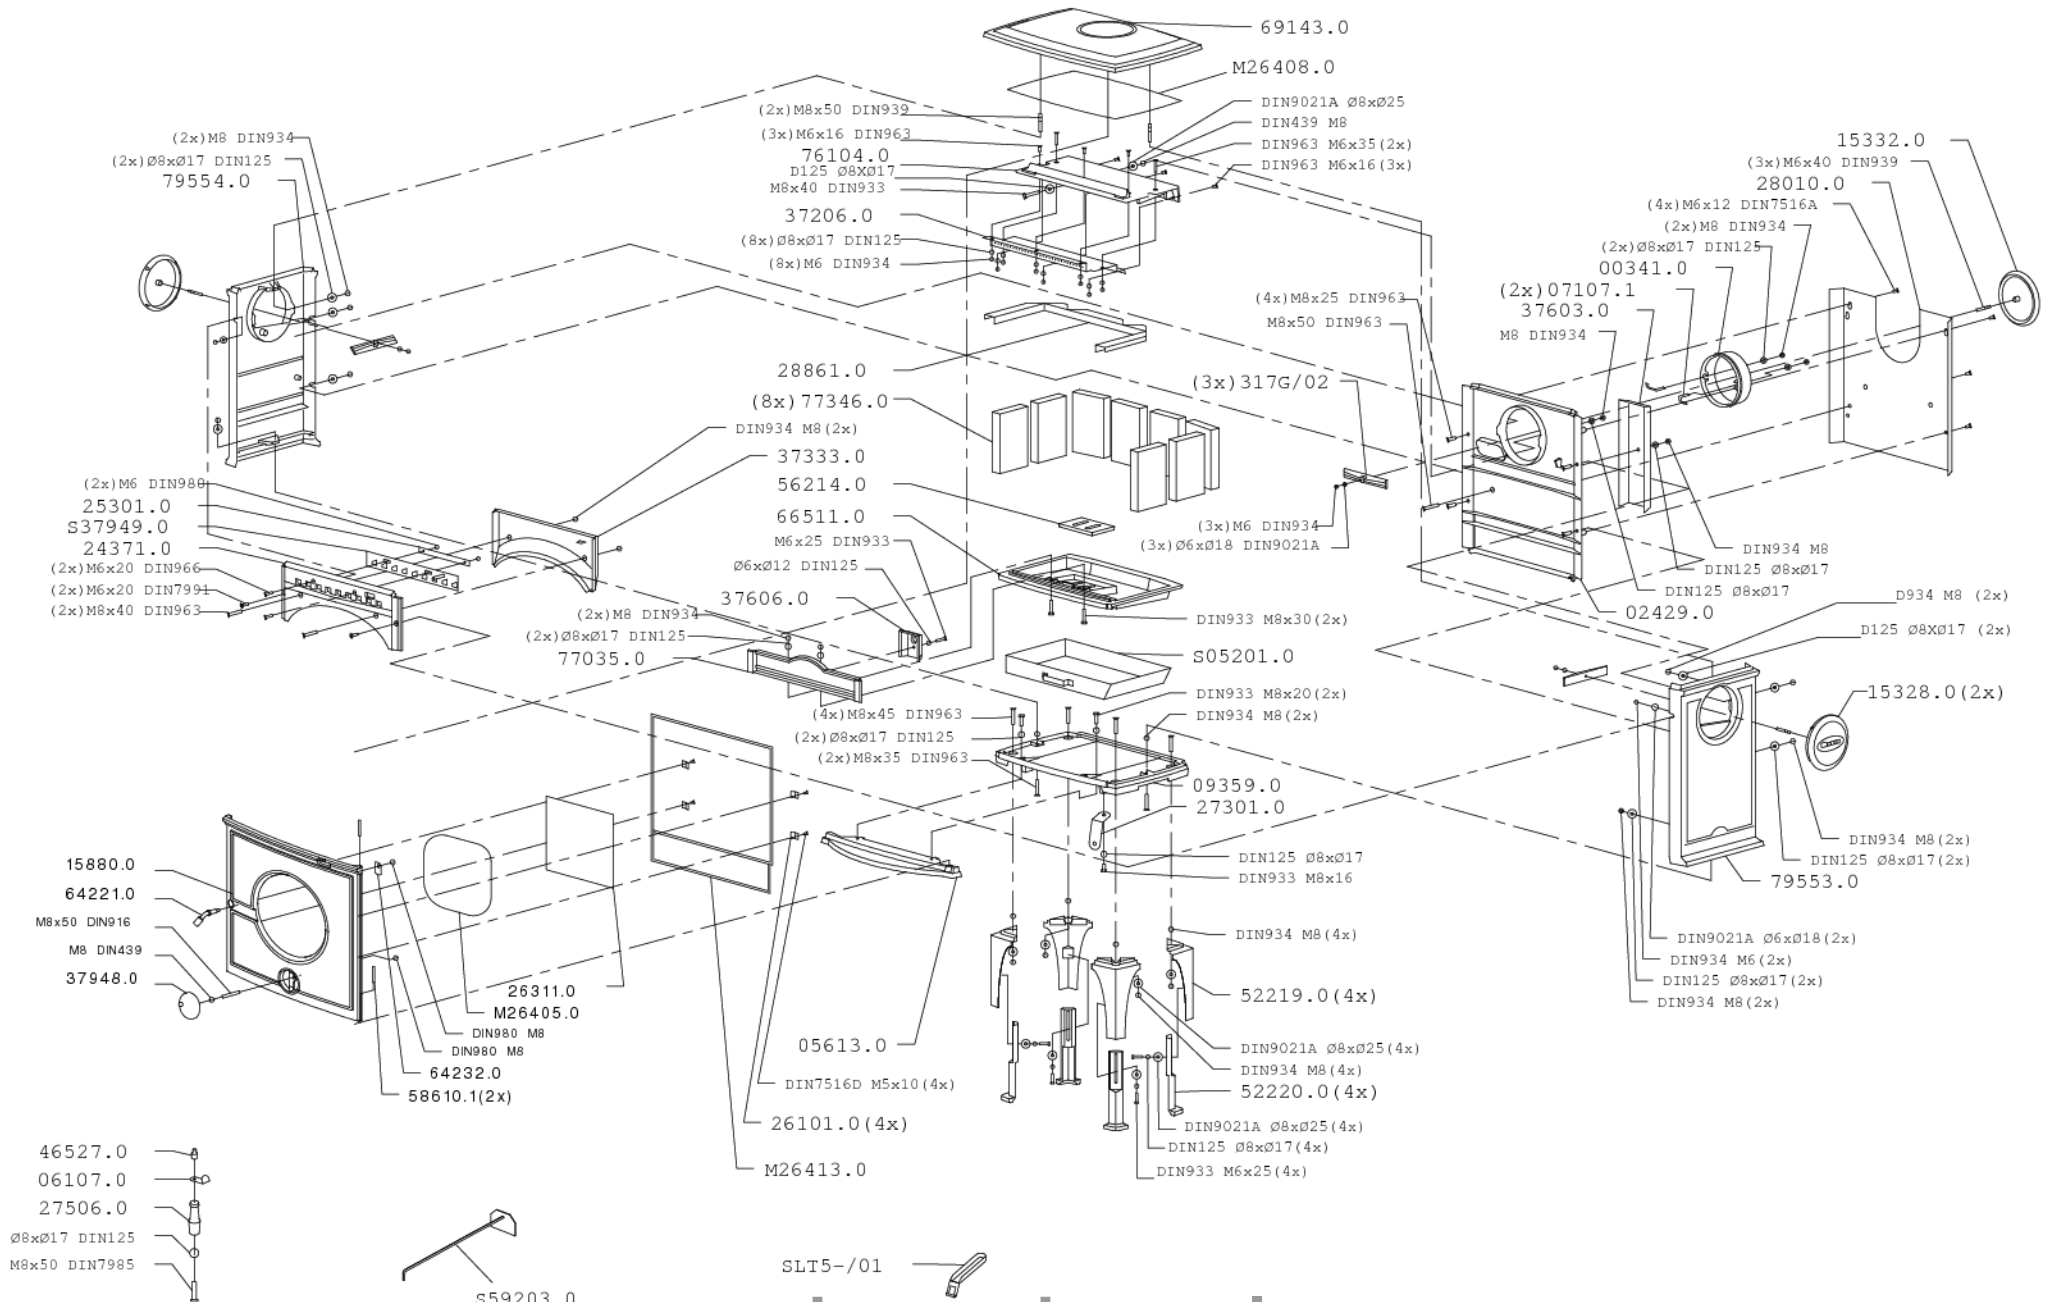 69143.0
M26408.0
(2x)M8x50 DIN939
(3x)M6x16 DIN963
76104.0
D125 Ø8XØ17
M8x40 DIN933
37206.0
(8x)Ø8xØ17 DIN125
(8x)M6 DIN934
DIN9021A Ø8xØ25
DIN439 M8
DIN963 M6x35(2x)
DIN963 M6x16(3x)
(2x)M8 DIN934
(2x)Ø8xØ17 DIN125
79554.0
15332.0
(3x)M6x40 DIN939
28010.0
(4x)M6x12 DIN7516A
(2x)M8 DIN934
(2x)Ø8xØ17 DIN125
00341.0
(2x)07107.1
37603.0
M8 DIN934
(4x)M8x25 DIN963
M8x50 DIN963
(3x)317G/02
28861.0
(8x)77346.0
DIN934 M8(2x)
37333.0
56214.0
66511.0
M6x25 DIN933
Ø6xØ12 DIN125
37606.0
(2x)M8 DIN934
(2x)Ø8xØ17 DIN125
77035.0
(2x)M6 DIN980
25301.0
S37949.0
24371.0
(2x)M6x20 DIN966
(2x)M6x20 DIN7991
(2x)M8x40 DIN963
(3x)M6 DIN934
(3x)Ø6xØ18 DIN9021A
DIN934 M8
DIN125 Ø8xØ17
DIN125 Ø8xØ17
02429.0
D934 M8 (2x)
D125 Ø8XØ17 (2x)
15328.0(2x)
DIN933 M8x30(2x)
S05201.0
DIN933 M8x20(2x)
DIN934 M8(2x)
(4x)M8x45 DIN963
(2x)Ø8xØ17 DIN125
(2x)M8x35 DIN963
09359.0
27301.0
DIN125 Ø8xØ17
DIN933 M8x16
DIN934 M8(2x)
DIN125 Ø8xØ17(2x)
79553.0
DIN9021A Ø6xØ18(2x)
DIN934 M6(2x)
DIN125 Ø8xØ17(2x)
DIN934 M8(2x)
15880.0
64221.0
M8x50 DIN916
M8 DIN439
37948.0
26311.0
M26405.0
DIN980 M8
DIN980 M8
64232.0
58610.1(2x)
05613.0
DIN7516D M5x10(4x)
26101.0(4x)
M26413.0
DIN934 M8(4x)
52219.0(4x)
DIN9021A Ø8xØ25(4x)
DIN934 M8(4x)
52220.0(4x)
DIN9021A Ø8xØ25(4x)
DIN125 Ø8xØ17(4x)
DIN933 M6x25(4x)
46527.0
06107.0
27506.0
Ø8xØ17 DIN125
M8x50 DIN7985
S59203.0
SLT5-/01